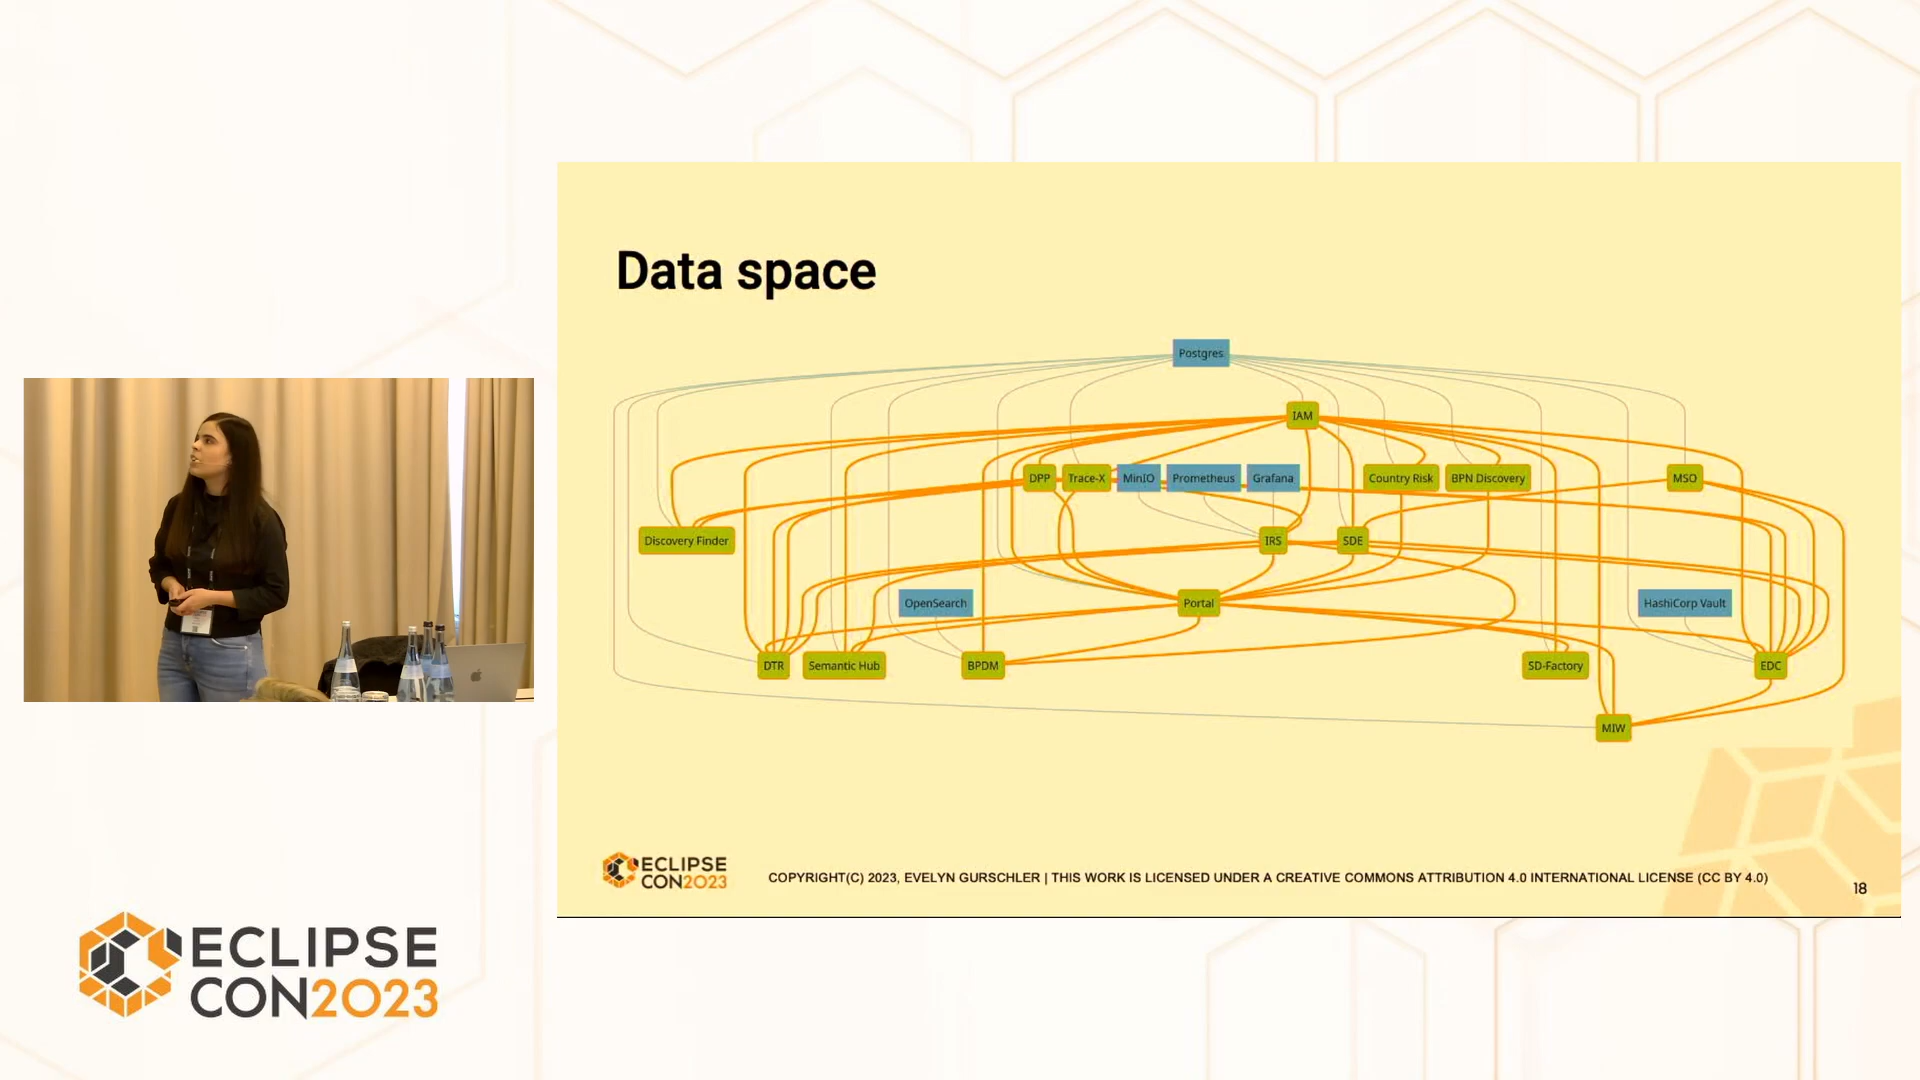 Data space
Postgres
IAM
DPP
Trace-X
MinIO
Prometheus
Grafana
Country Risk
BPN Discovery
MSO
Discovery Finder
IRS
SDE
OpenSearch
Portal
HashiCorp Vault
DTR
Semantic Hub
BPDM
SD-Factory
EDC
MIW
ECLIPSE
CON2023
COPYRIGHT(C) 2023, EVELYN GURSCHLER | THIS WORK IS LICENSED UNDER A CREATIVE COMMONS ATTRIBUTION 4.0 INTERNATIONAL LICENSE (CC BY 4.0)
18
ECLIPSE
CON2023